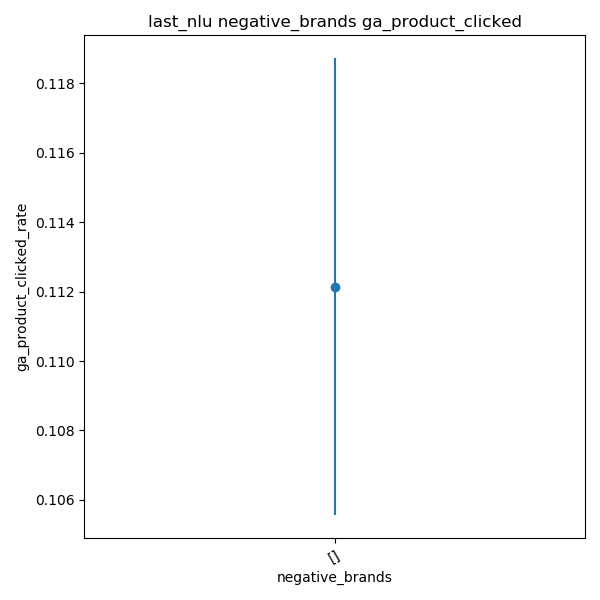 last_nlu negative_brands ga_product_clicked
0.118
0.116
0.114
0.112
0.110
0.108
0.106
ga_product_clicked_rate
[]
negative_brands